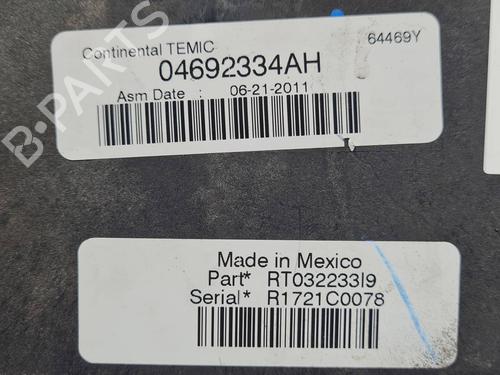 Continental TEMIC
64469Y
04692334AH
Asm Date : 06-21-2011
B-PARTS
Made in Mexico
Part* RT032233I9
Serial* R1721C0078